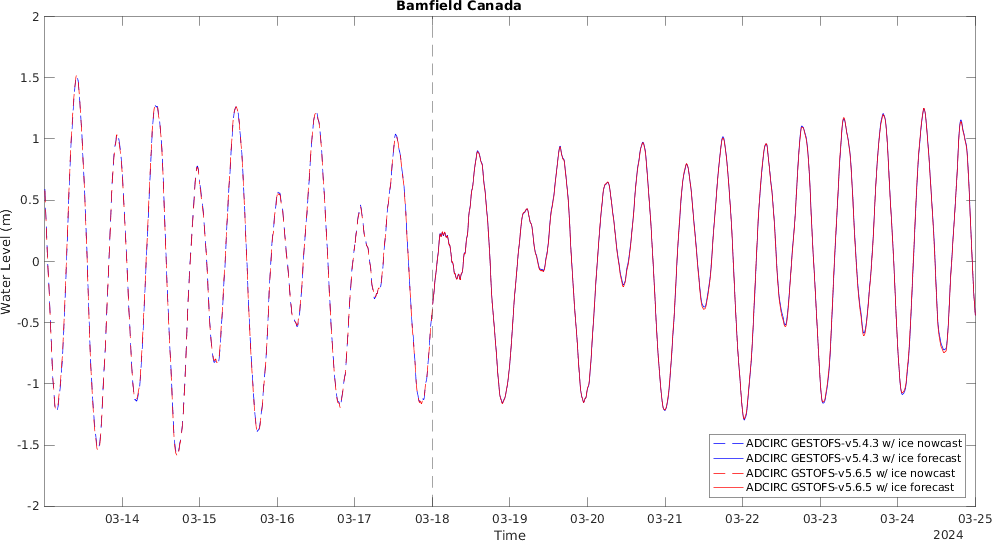 Bamfield Canada
2
1.5
1
0.5
0
-0.5
-1
-1.5
-2
Water Level (m)
ADCIRC GESTOFS-v5.4.3 w/ ice nowcast
ADCIRC GESTOFS-v5.4.3 w/ ice forecast
ADCIRC GSTOFS-v5.6.5 w/ ice nowcast
ADCIRC GSTOFS-v5.6.5 w/ ice forecast
03-14 03-15 03-16 03-17 03-18 03-19 03-20 03-21 03-22 03-23 03-24 03-25
Time
2024